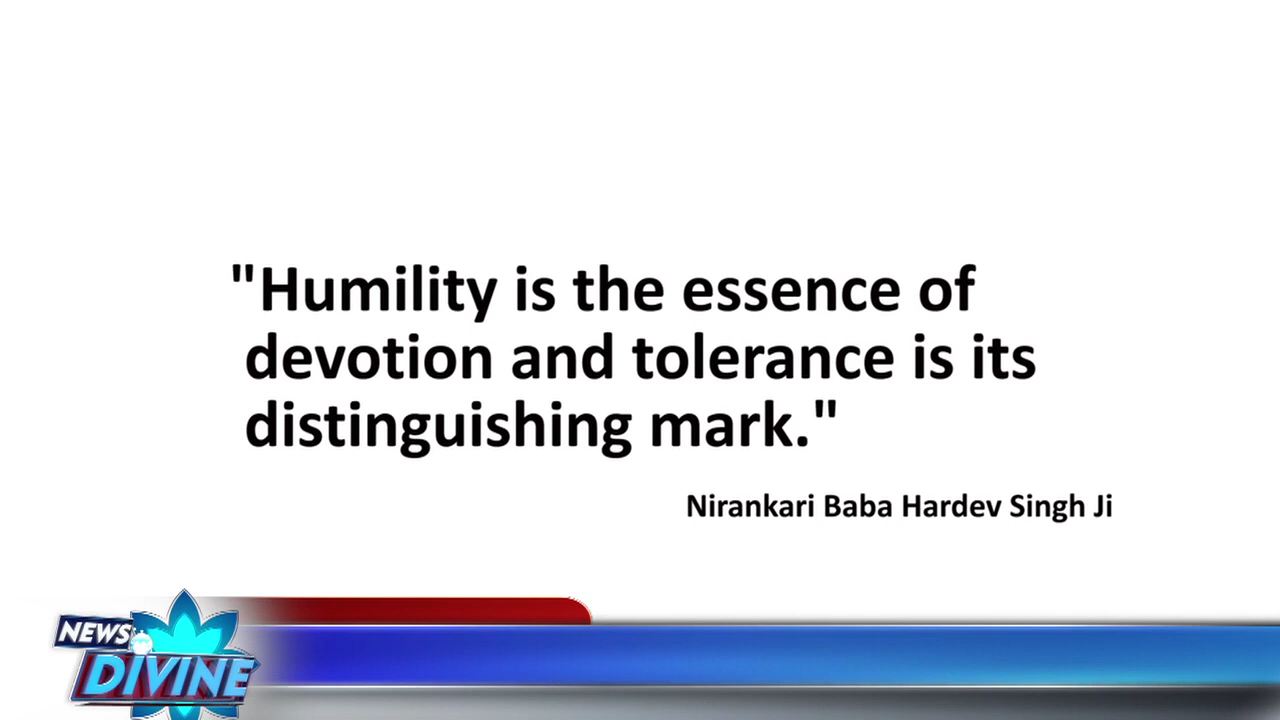 "Humility is the essence of
devotion and tolerance is its
distinguishing mark."
Nirankari Baba Hardev Singh Ji
NEWS
DIVINE